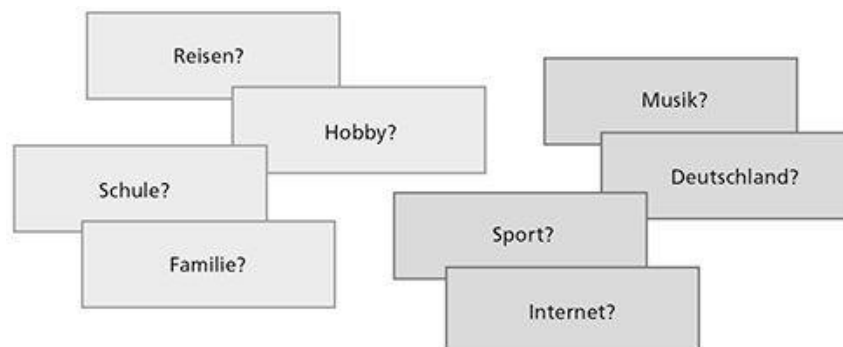 Reisen?
Hobby?
Schule?
Familie?
Musik?
Deutschland?
Sport?
Internet?